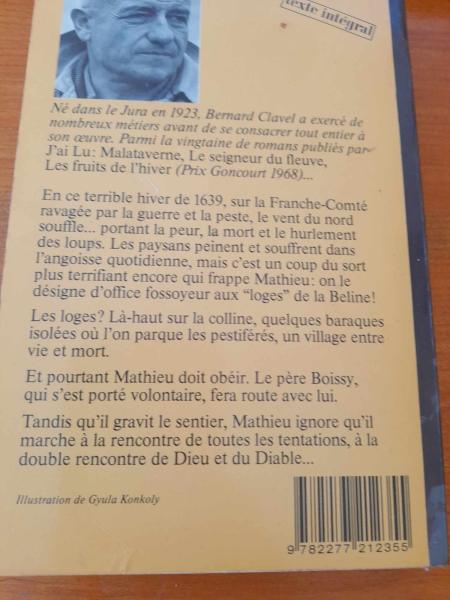 texte intégral
Né dans le Jura en 1923, Bernard Clavel a exercé de
nombreux métiers avant de se consacrer tout entier à
son œuvre. Parmi la vingtaine de romans publiés par
J'ai Lu: Malataverne, Le seigneur du fleuve,
Les fruits de l'hiver (Prix Goncourt 1968)...
En ce terrible hiver de 1639, sur la Franche-Comté
ravagée par la guerre et la peste, le vent du nord
souffle... portant la peur, la mort et le hurlement
des loups. Les paysans peinent et souffrent dans
l'angoisse quotidienne, mais c'est un coup du sort
plus terrifiant encore qui frappe Mathieu: on le
désigne d'office fossoyeur aux “loges” de la Beline!
Les loges? Là-haut sur la colline, quelques baraques
isolées où l'on parque les pestiférés, un village entre
vie et mort.
Et pourtant Mathieu doit obéir. Le père Boissy,
qui s'est porté volontaire, fera route avec lui.
Tandis qu'il gravit le sentier, Mathieu ignore qu'il
marche à la rencontre de toutes les tentations, à la
double rencontre de Dieu et du Diable...
Illustration de Gyula Konkoly
9 782277 212355